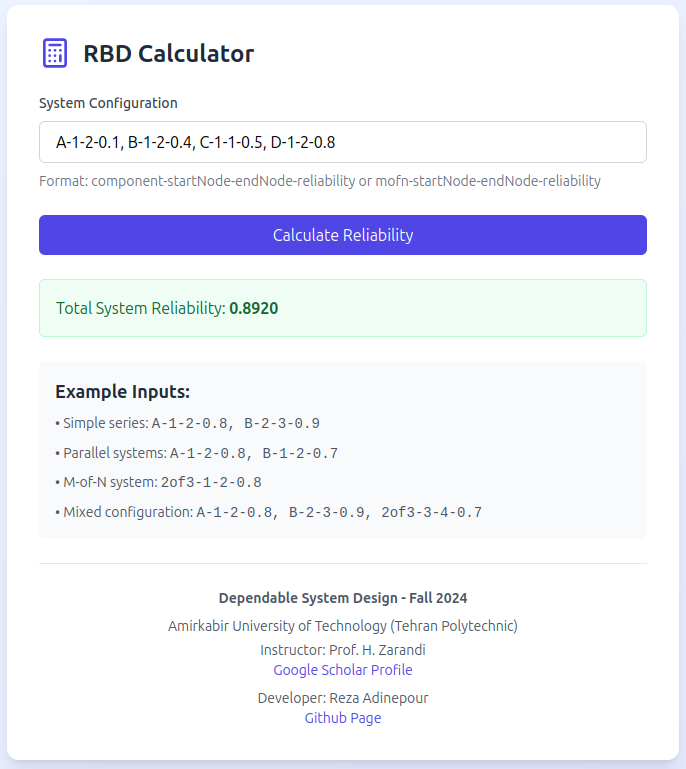 RBD Calculator
System Configuration
A-1-2-0.1, B-1-2-0.4, C-1-1-0.5, D-1-2-0.8
Format: component-startNode-endNode-reliability or mofn-startNode-endNode-reliability
Calculate Reliability
Total System Reliability: 0.8920
Example Inputs:
• Simple series: A-1-2-0.8, B-2-3-0.9
• Parallel systems: A-1-2-0.8, B-1-2-0.7
• M-of-N system: 2of3-1-2-0.8
• Mixed configuration: A-1-2-0.8, B-2-3-0.9, 2of3-3-4-0.7
Dependable System Design - Fall 2024
Amirkabir University of Technology (Tehran Polytechnic)
Instructor: Prof. H. Zarandi
Google Scholar Profile
Developer: Reza Adinepour
Github Page